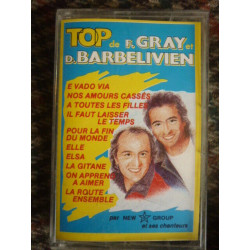 TOP de F. GRAY et
D. BARBELIVIEN
E VADO VIA
NOS AMOURS CASSÉS
A TOUTES LES FILLES
IL FAUT LAISSER
LE TEMPS
POUR LA FIN
DU MONDE
ELLE
ELSA
LA GITANE
ON APPREND
A AIMER
LA ROUTE
ENSEMBLE
par NEW GROUP
et ses chanteurs